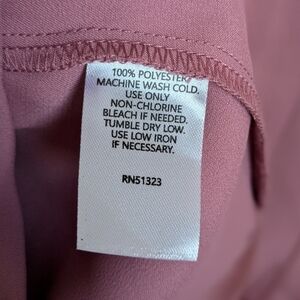 100% POLYESTER
MACHINE WASH COLD.
USE ONLY
NON-CHLORINE
BLEACH IF NEEDED.
TUMBLE DRY LOW.
USE LOW IRON
IF NECESSARY.
RN51323